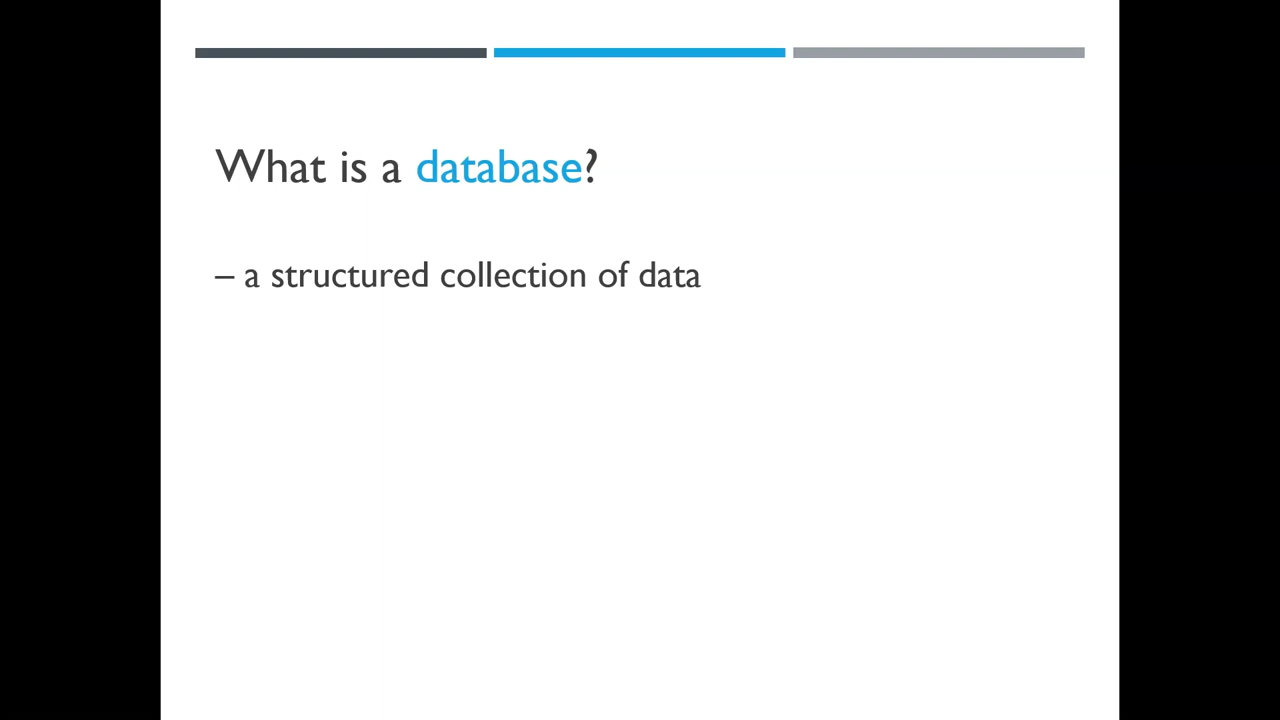 What is a database?
– a structured collection of data